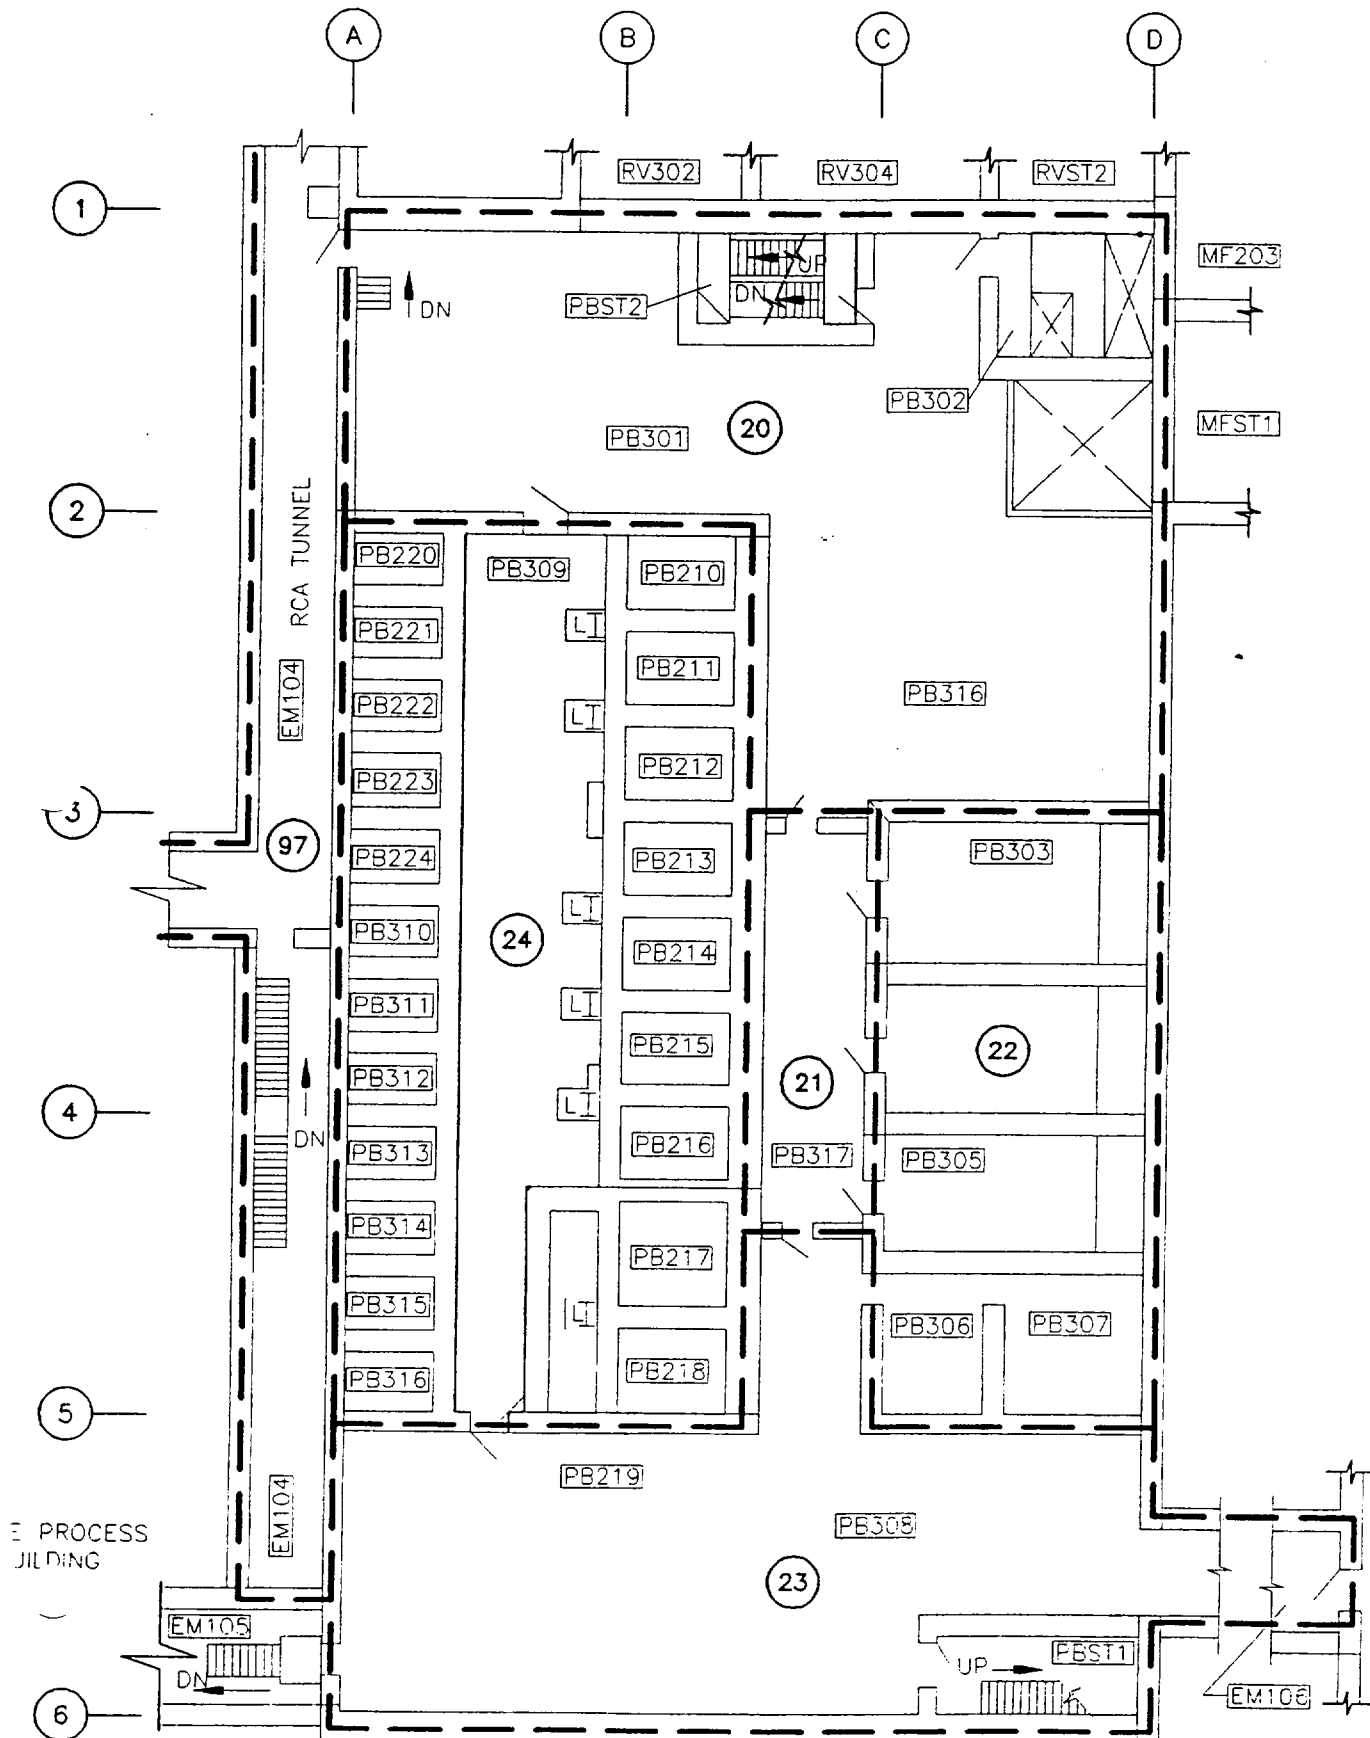 A B C D
RV302 RV304 RVST2
1
MF203
UP
DN
PBST2
DN
PB302
MFST1
PB301 20
2
RCA TUNNEL
PB220 PB309 PB210
L
PB221
PB211
EM104
PB222 L
PB316
PB212
PB223
3
97 PB224 PB213 PB303
L
PB310 24 PB214
PB311 L
PB215 22
PB312 21
4 L
DN PB313 PB216 PB317 PB305
PB314
PB217
PB315 L PB306 PB307
PB316 PB218
5
PB219
EM104
PROCESS
PB308
23
EM105
DN
UP PBST1
EM106
6